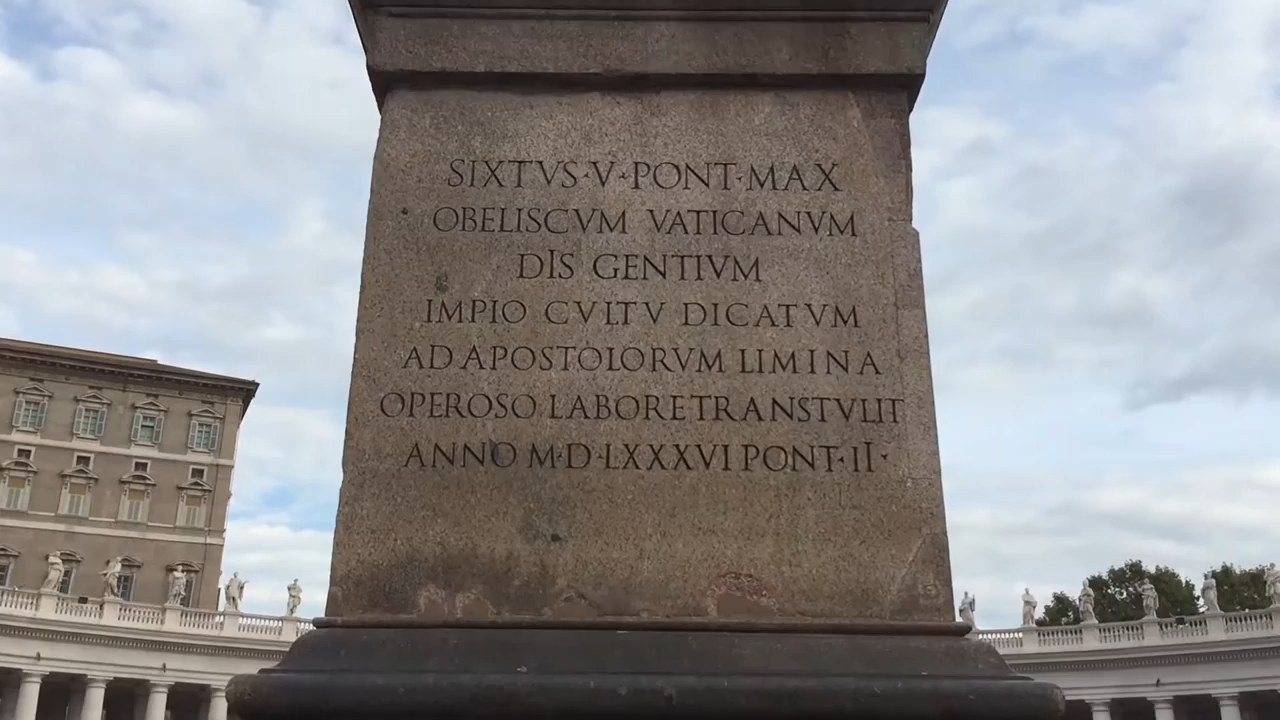 SIXTVS·V·PONT·MAX
OBELISCVM VATICANVM
DIS GENTIVM
IMPIO CVLTV DICATVM
AD APOSTOLORVM LIMINA
OPEROSO LABORE TRANSTVLIT
ANNO M·D·LXXXVI PONT·II·